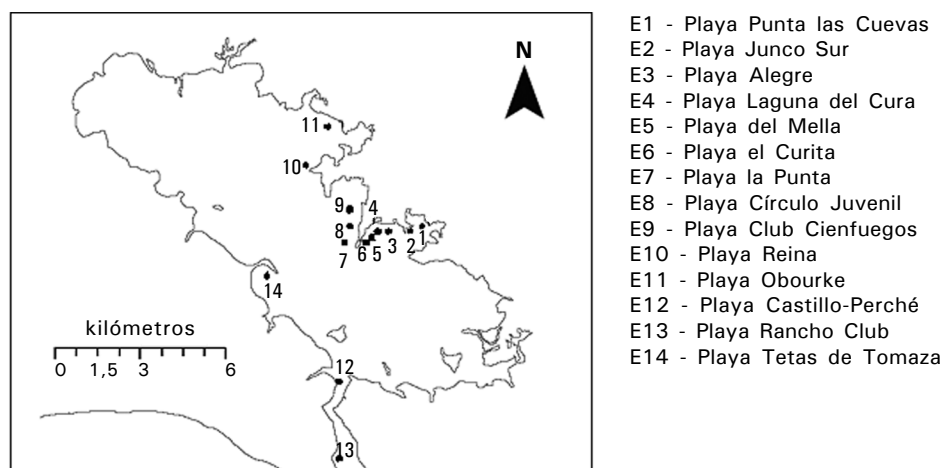 N
11
10
9
8
7
4
6
5
3
2
1
14
kilómetros
0 1,5 3 6
12
13
E1 - Playa Punta las Cuevas
E2 - Playa Junco Sur
E3 - Playa Alegre
E4 - Playa Laguna del Cura
E5 - Playa del Mella
E6 - Playa el Curita
E7 - Playa la Punta
E8 - Playa Círculo Juvenil
E9 - Playa Club Cienfuegos
E10 - Playa Reina
E11 - Playa Obourke
E12 - Playa Castillo-Perché
E13 - Playa Rancho Club
E14 - Playa Tetas de Tomaza